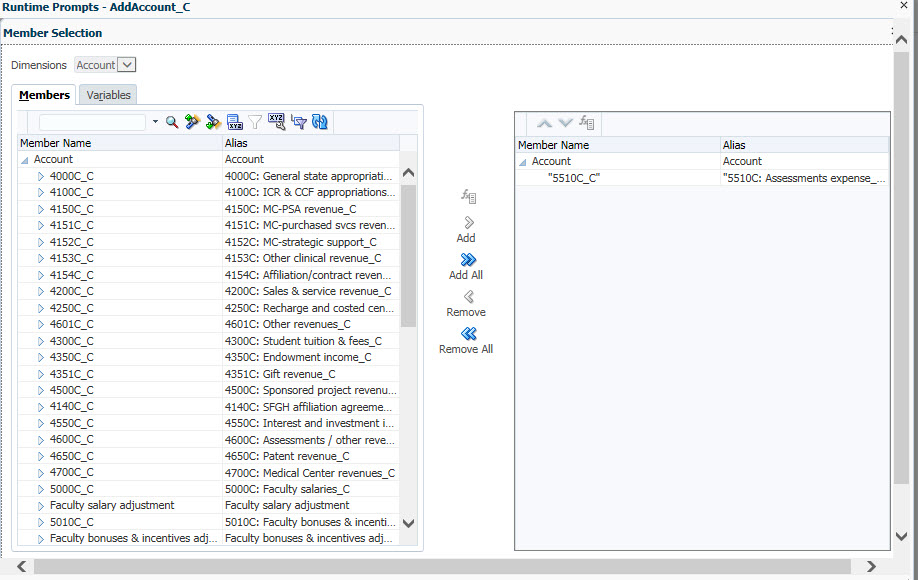 Runtime Prompts - AddAccount_C
Member Selection
Dimensions Account
Members Variables
Member Name Alias
Account Account
4000C_C 4000C: General state appropriati...
4100C_C 4100C: ICR & CCF appropriations...
4150C_C 4150C: MC-PSA revenue_C
4151C_C 4151C: MC-purchased svcs reven...
4152C_C 4152C: MC-strategic support_C
4153C_C 4153C: Other clinical revenue_C
4154C_C 4154C: Affiliation/contract reven...
4200C_C 4200C: Sales & service revenue_C
4250C_C 4250C: Recharge and costed cen...
4601C_C 4601C: Other revenues_C
4300C_C 4300C: Student tuition & fees_C
4350C_C 4350C: Endowment income_C
4351C_C 4351C: Gift revenue_C
4500C_C 4500C: Sponsored project revenu...
4140C_C 4140C: SFGH affiliation agreeme...
4550C_C 4550C: Interest and investment i...
4600C_C 4600C: Assessments / other reve...
4650C_C 4650C: Patent revenue_C
4700C_C 4700C: Medical Center revenues_C
5000C_C 5000C: Faculty salaries_C
Faculty salary adjustment Faculty salary adjustment
5010C_C 5010C: Faculty bonuses & incenti...
Faculty bonuses & incentives adj... Faculty bonuses & incentives adj...
Add
Add All
Remove
Remove All
Member Name Alias
Account Account
"5510C_C" "5510C: Assessments expense_...